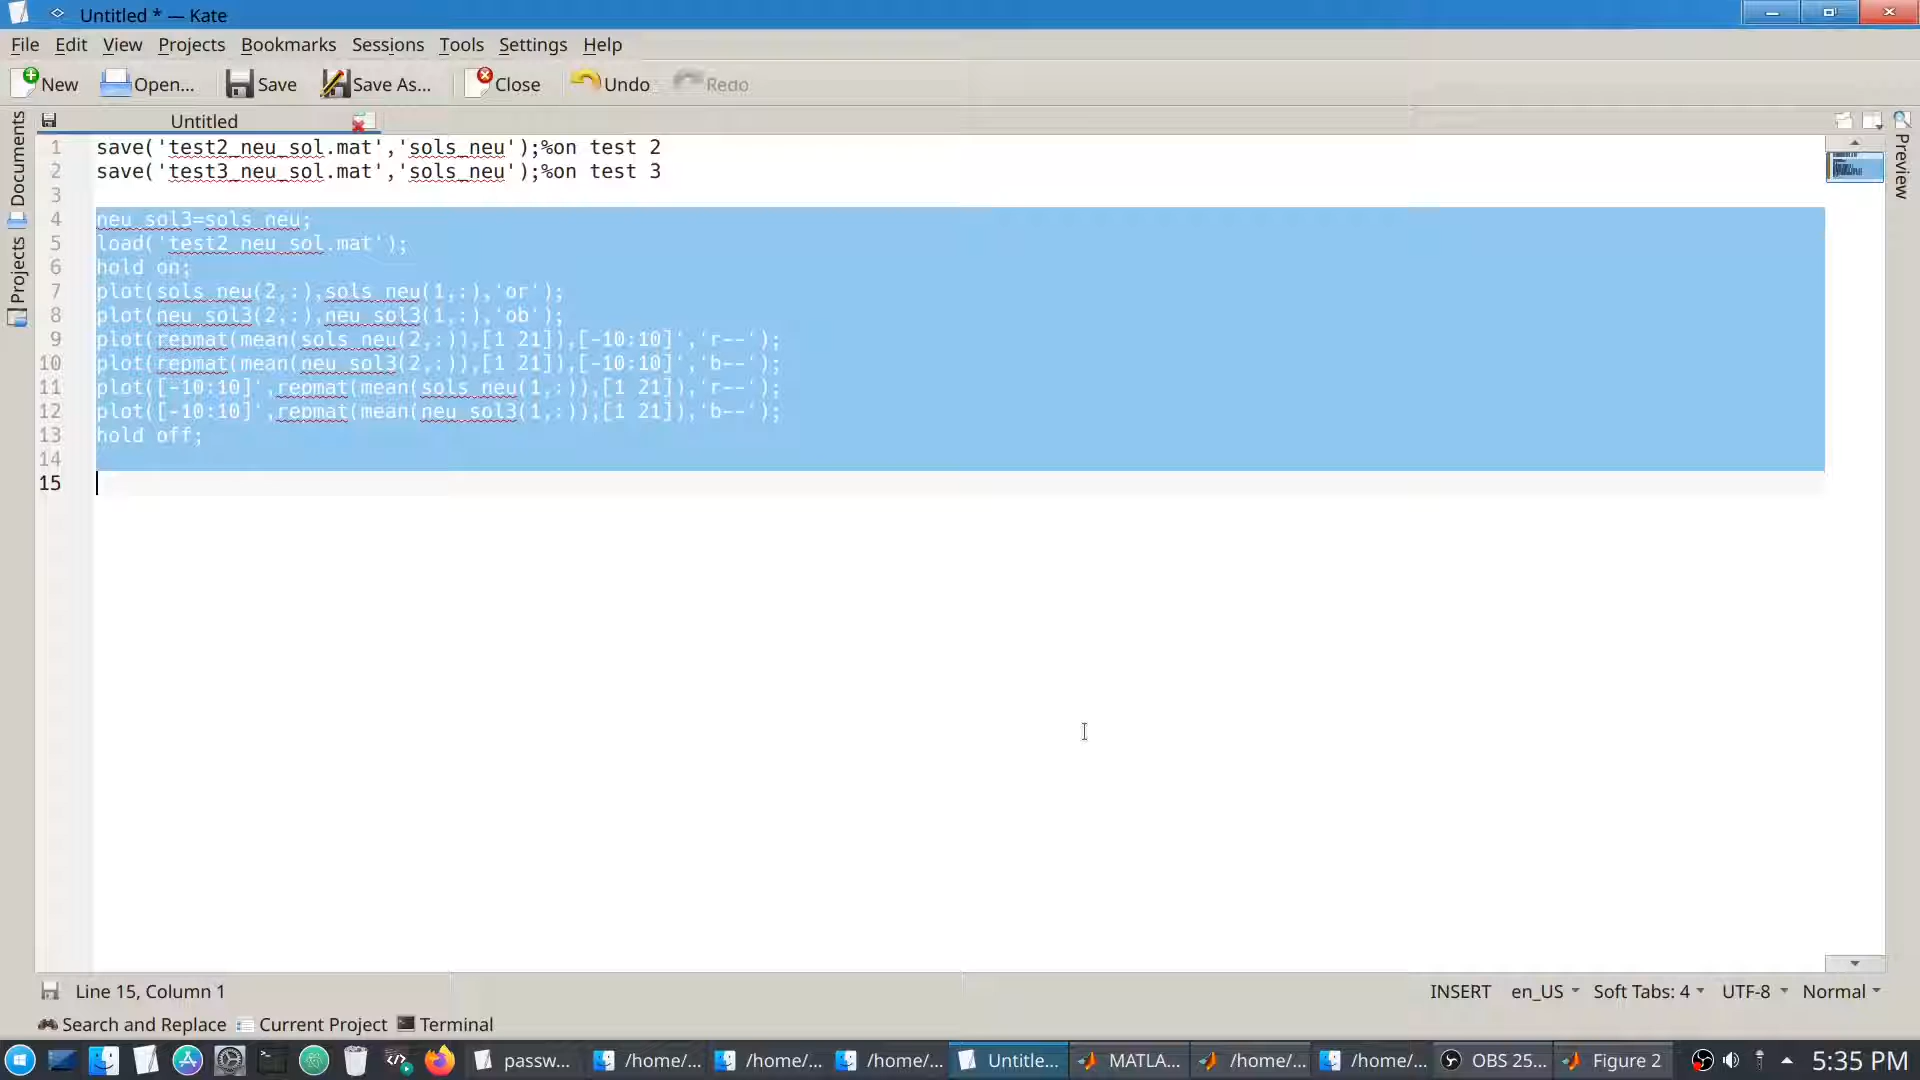 Untitled * — Kate
File Edit View Projects Bookmarks Sessions Tools Settings Help
New Open... Save Save As... Close Undo Redo
Untitled
Documents
Projects
Preview
1 save('test2_neu_sol.mat','sols_neu');%on test 2
2 save('test3_neu_sol.mat','sols_neu');%on test 3
3
4 neu_sol3=sols_neu;
5 load('test2_neu_sol.mat');
6 hold on;
7 plot(sols_neu(2,:),sols_neu(1,:),'or');
8 plot(neu_sol3(2,:),neu_sol3(1,:),'ob');
9 plot(repmat(mean(sols_neu(2,:)),[1 21]),[-10:10]','r--');
10 plot(repmat(mean(neu_sol3(2,:)),[1 21]),[-10:10]','b--');
11 plot([-10:10]',repmat(mean(sols_neu(1,:)),[1 21]),'r--');
12 plot([-10:10]',repmat(mean(neu_sol3(1,:)),[1 21]),'b--');
13 hold off;
14
15
Line 15, Column 1 INSERT en_US Soft Tabs: 4 UTF-8 Normal
Search and Replace Current Project Terminal
passw... /home/... /home/... /home/... Untitle... MATLA... /home/... /home/... OBS 25... Figure 2 5:35 PM